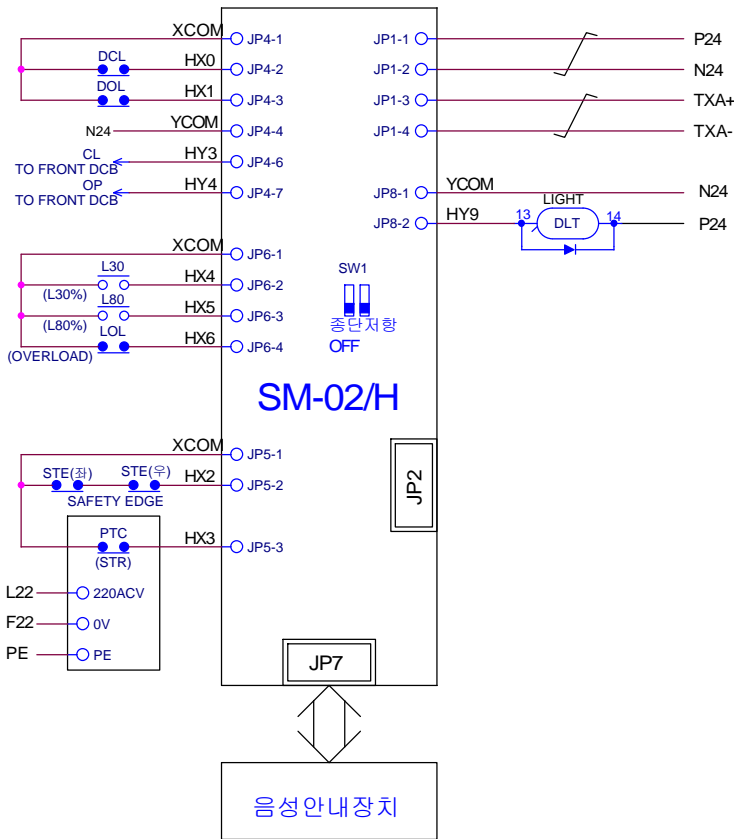 XCOM JP4-1 JP1-1 P24
DCL HX0 JP4-2 JP1-2 N24
DOL HX1 JP4-3 JP1-3 TXA+
N24 YCOM JP4-4 JP1-4 TXA-
CL
TO FRONT DCB HY3 JP4-6
OP
TO FRONT DCB HY4 JP4-7
JP8-1 YCOM N24
LIGHT
JP8-2 HY9 13 DLT 14 P24
XCOM JP6-1
L30 HX4 JP6-2
(L30%)
L80 HX5 JP6-3
(L80%)
LOL HX6 JP6-4
(OVERLOAD)
SW1
종단저항
OFF
SM-02/H
XCOM JP5-1
STE(좌) STE(우) HX2 JP5-2
SAFETY EDGE
JP2
PTC HX3 JP5-3
(STR)
L22 220ACV
F22 0V
PE PE
JP7
음성안내장치